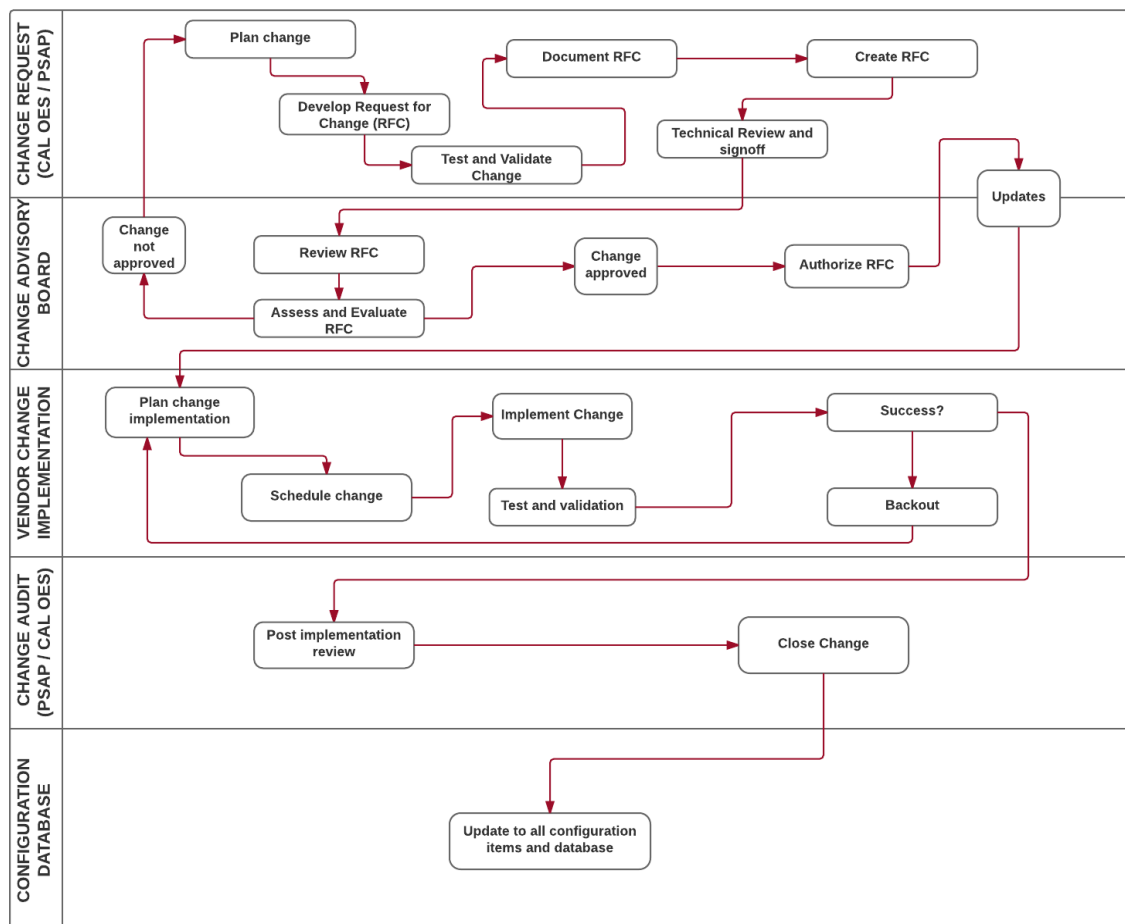 CHANGE REQUEST
(CAL OES / PSAP)
Plan change
Develop Request for
Change (RFC)
Test and Validate
Change
Document RFC
Create RFC
Technical Review and
signoff
Updates
CHANGE ADVISORY
BOARD
Change
not
approved
Review RFC
Assess and Evaluate
RFC
Change
approved
Authorize RFC
VENDOR CHANGE
IMPLEMENTATION
Plan change
implementation
Schedule change
Implement Change
Test and validation
Success?
Backout
CHANGE AUDIT
(PSAP / CAL OES)
Post implementation
review
Close Change
CONFIGURATION
DATABASE
Update to all configuration
items and database